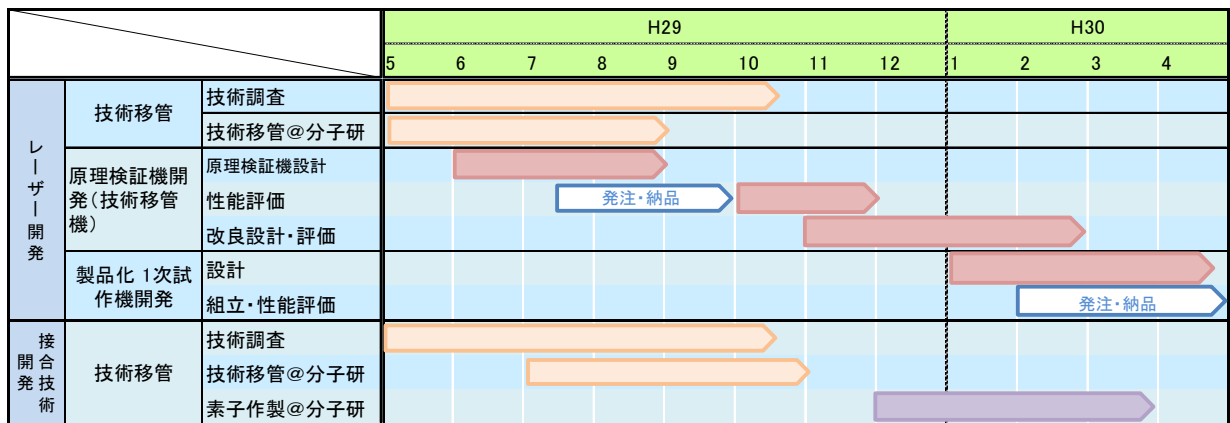 H29 H30
5 6 7 8 9 10 11 12 1 2 3 4
レーザー開発
技術移管
技術調査
技術移管@分子研
原理検証機開
発(技術移管
機)
原理検証機設計
性能評価
発注・納品
改良設計・評価
製品化 1次試
作機開発
設計
組立・性能評価
発注・納品
接合技術
開発
技術移管
技術調査
技術移管@分子研
素子作製@分子研